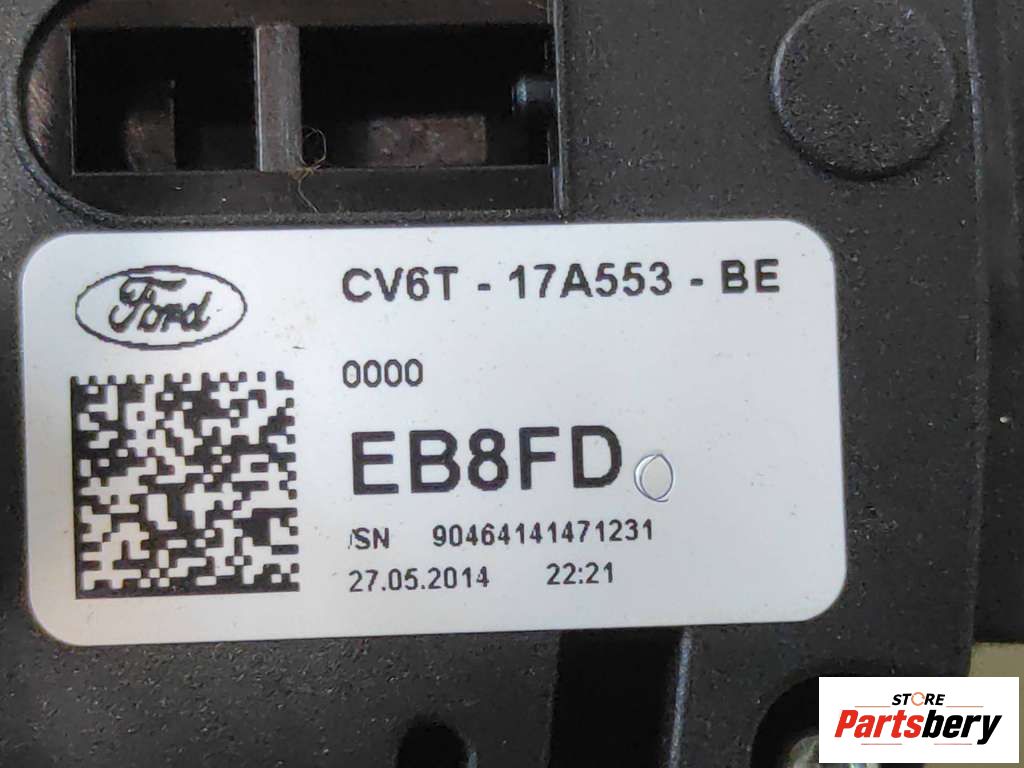 Ford
CV6T - 17A553 - BE
0000
EB8FD
/SN 90464141471231
27.05.2014 22:21
STORE
Partsbery